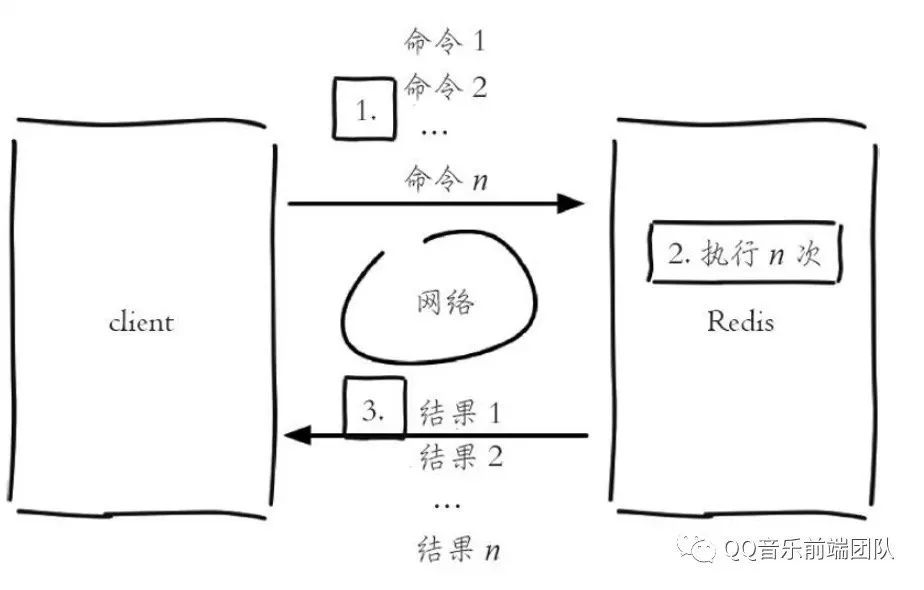 命令 1
命令 2
1.
...
命令 n
2. 执行 n 次
网络
client
Redis
3.
结果 1
结果 2
...
结果 n
QQ音乐前端团队